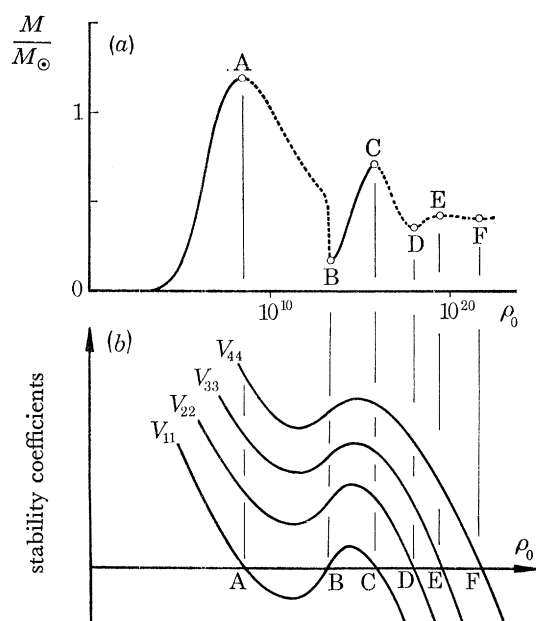 M
M☉
(a)
A
1
C
E
B
D
F
0
10¹⁰
10²⁰
ρ₀
(b)
V₄₄
V₃₃
V₂₂
V₁₁
stability coefficients
ρ₀
A
B
C
D
E
F